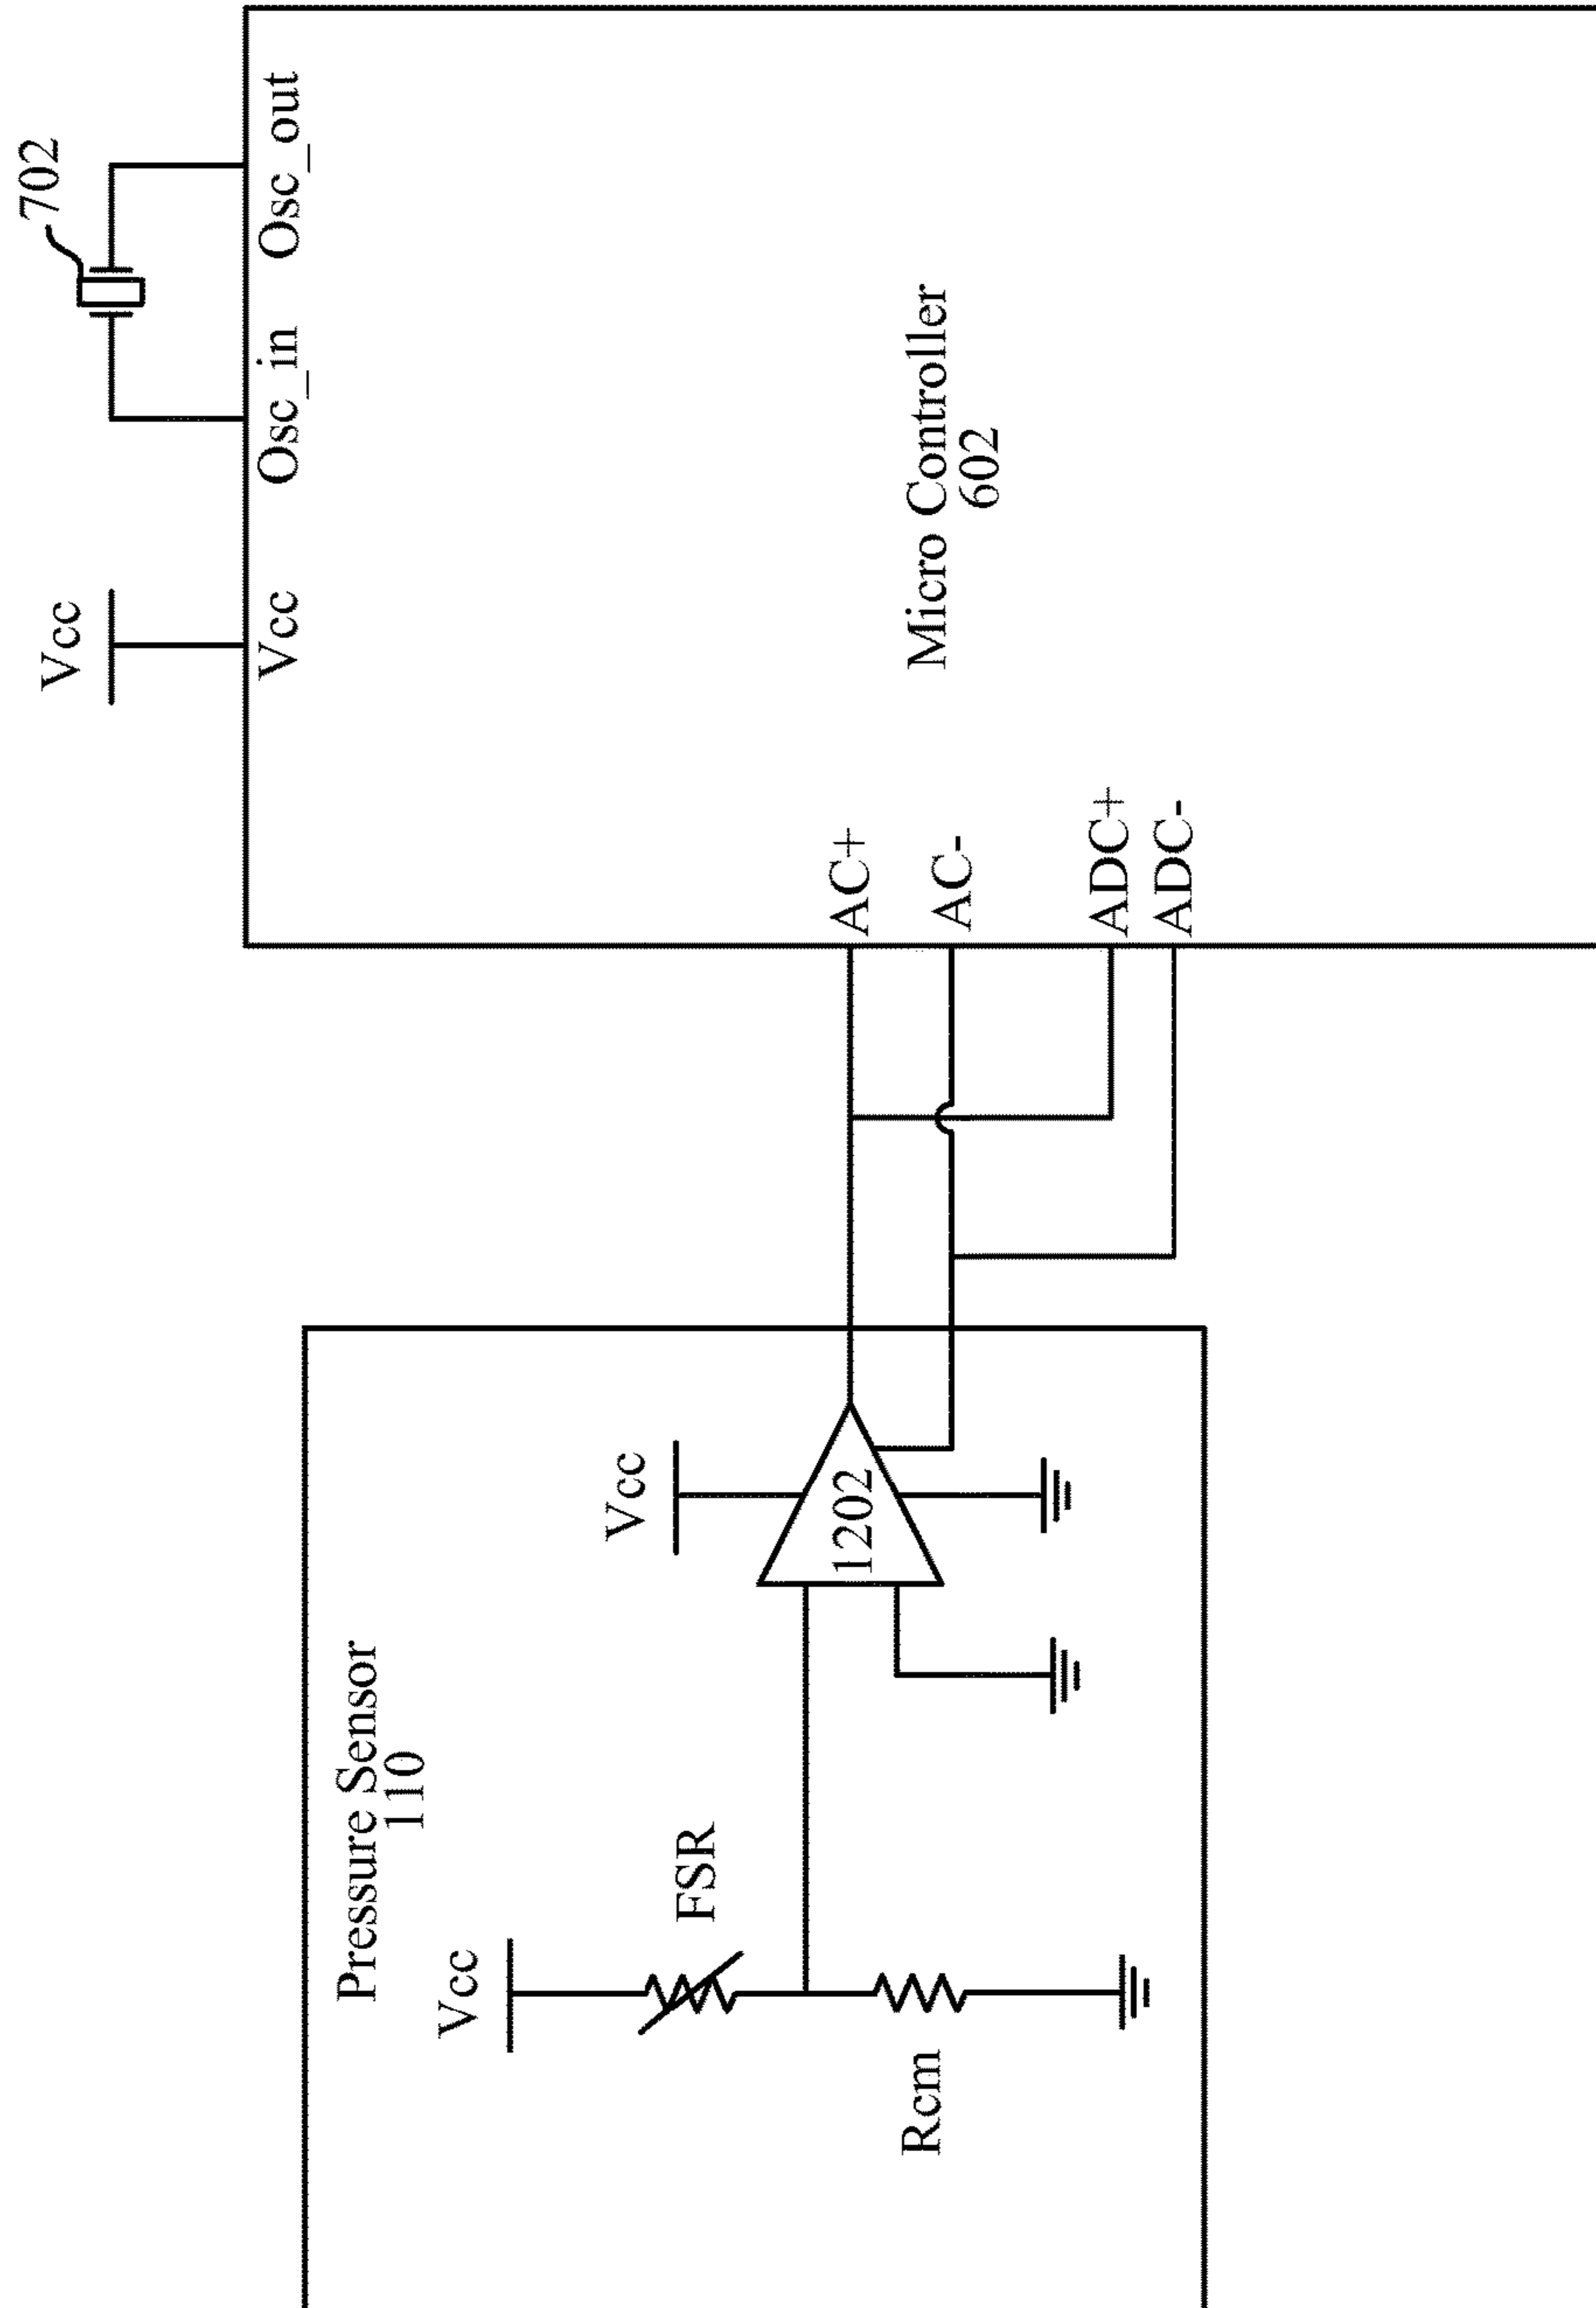 Pressure Sensor
110
Vcc
FSR
Rcm
Vcc
1202
Vcc
702
Vcc
Osc_in
Osc_out
Micro Controller
602
AC+
AC-
ADC+
ADC-